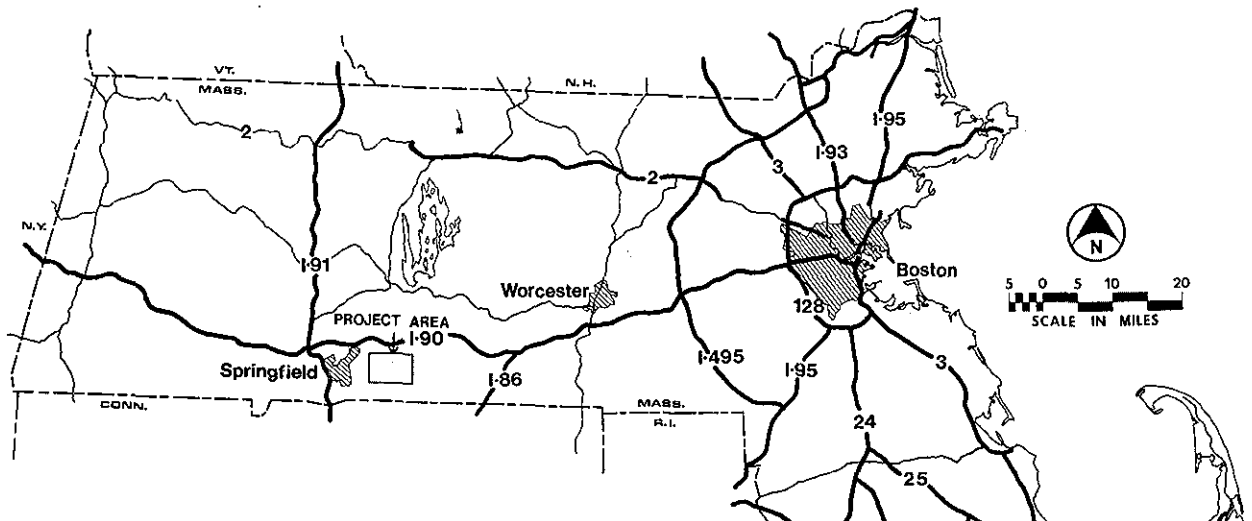 VT.
MASS.
N.H.
2
I-95
I-93
3
2
N.Y.
I-91
Worcester
Boston
N
5 0 5 10 20
SCALE IN MILES
128
PROJECT AREA
I-90
Springfield
I-86
I-495
I-95
3
CONN.
MASS.
R.I.
24
25